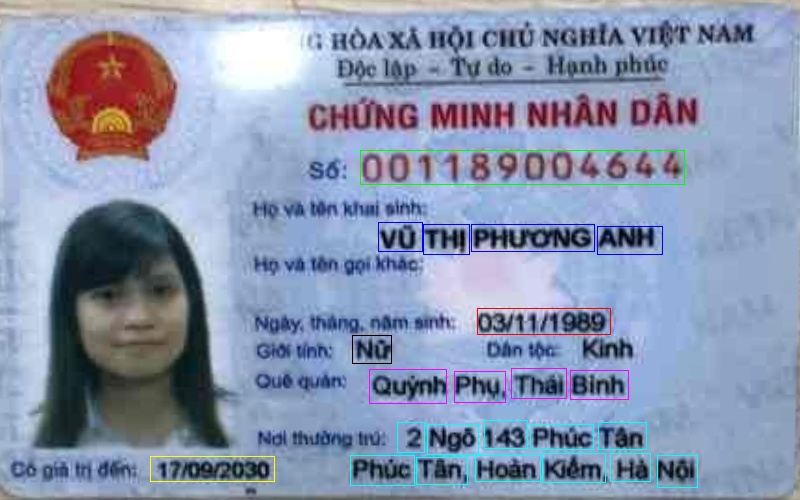 G HÒA XÃ HỘI CHỦ NGHĨA VIỆT NAM
Độc lập - Tự do - Hạnh phúc
CHỨNG MINH NHÂN DÂN
Số: 001189004644
Họ và tên khai sinh:
VŨ THỊ PHƯƠNG ANH
Họ và tên gọi khác:
Ngày, tháng, năm sinh: 03/11/1989
Giới tính: Nữ Dân tộc: Kinh
Quê quán: Quỳnh Phụ, Thái Bình
Nơi thường trú: 2 Ngõ 143 Phúc Tân
Có giá trị đến: 17/09/2030 Phúc Tân, Hoàn Kiếm, Hà Nội